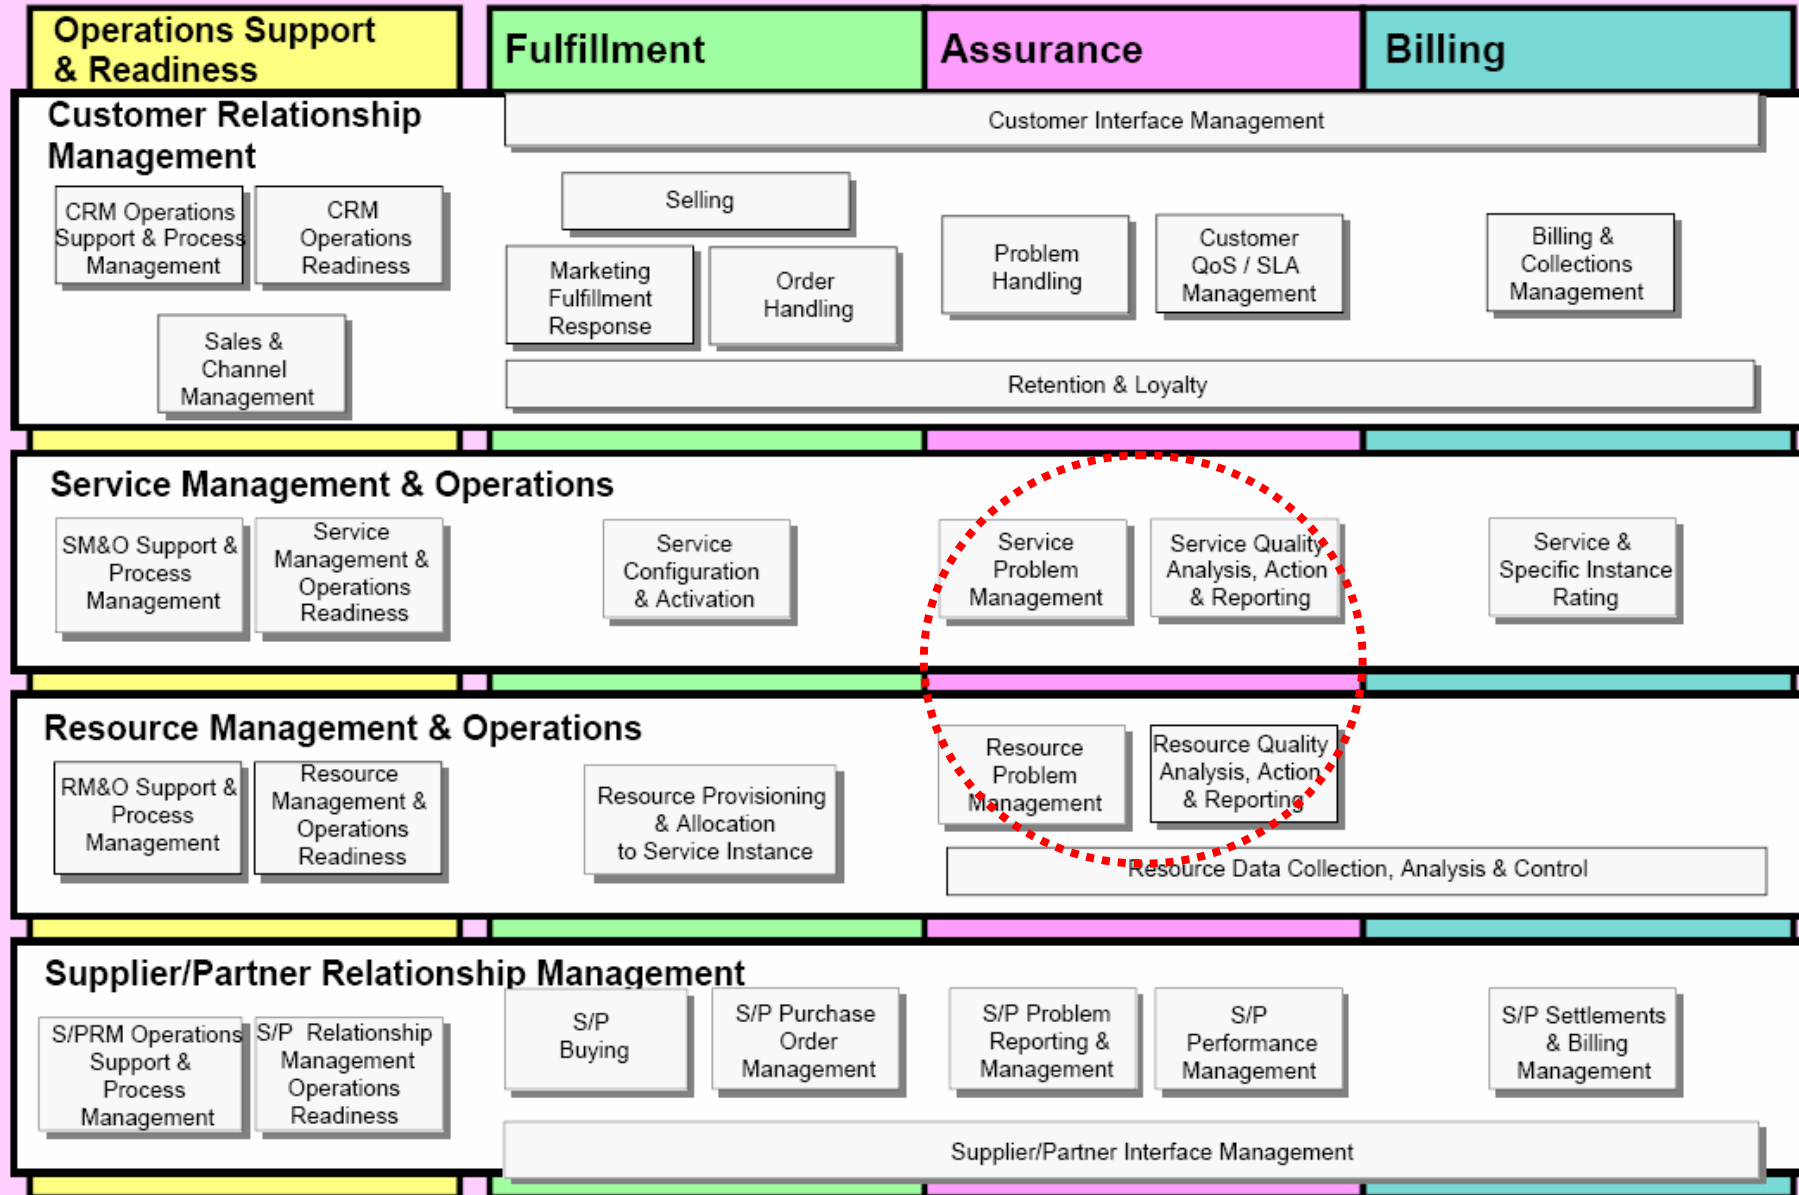 Operations Support
& Readiness
Fulfillment
Assurance
Billing
Customer Relationship
Management
Customer Interface Management
CRM Operations
Support & Process
Management
CRM
Operations
Readiness
Sales &
Channel
Management
Selling
Marketing
Fulfillment
Response
Order
Handling
Problem
Handling
Customer
QoS / SLA
Management
Billing &
Collections
Management
Retention & Loyalty
Service Management & Operations
SM&O Support &
Process
Management
Service
Management &
Operations
Readiness
Service
Configuration
& Activation
Service
Problem
Management
Service Quality
Analysis, Action
& Reporting
Service &
Specific Instance
Rating
Resource Management & Operations
RM&O Support &
Process
Management
Resource
Management &
Operations
Readiness
Resource Provisioning
& Allocation
to Service Instance
Resource
Problem
Management
Resource Quality
Analysis, Action
& Reporting
Resource Data Collection, Analysis & Control
Supplier/Partner Relationship Management
S/PRM Operations
Support &
Process
Management
S/P Relationship
Management
Operations
Readiness
S/P
Buying
S/P Purchase
Order
Management
S/P Problem
Reporting &
Management
S/P
Performance
Management
S/P Settlements
& Billing
Management
Supplier/Partner Interface Management